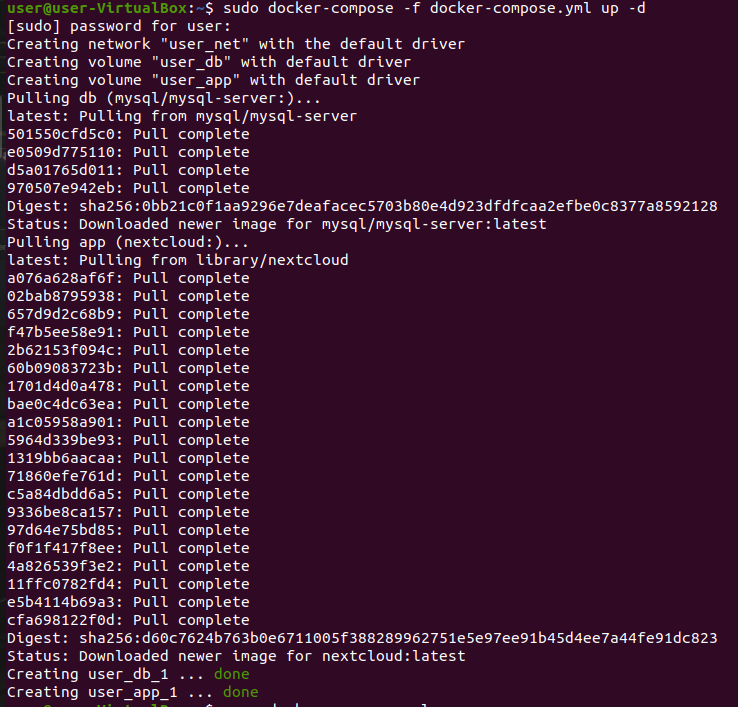 user@user-VirtualBox:~$ sudo docker-compose -f docker-compose.yml up -d
[sudo] password for user:
Creating network "user_net" with the default driver
Creating volume "user_db" with default driver
Creating volume "user_app" with default driver
Pulling db (mysql/mysql-server:)...
latest: Pulling from mysql/mysql-server
501550cfd5c0: Pull complete
e0509d775110: Pull complete
d5a01765d011: Pull complete
970507e942eb: Pull complete
Digest: sha256:0bb21c0f1aa9296e7deafacec5703b80e4d923dfdfcaa2efbe0c8377a8592128
Status: Downloaded newer image for mysql/mysql-server:latest
Pulling app (nextcloud:)...
latest: Pulling from library/nextcloud
a076a628af6f: Pull complete
02bab8795938: Pull complete
657d9d2c68b9: Pull complete
f47b5ee58e91: Pull complete
2b62153f094c: Pull complete
60b09083723b: Pull complete
1701d4d0a478: Pull complete
bae0c4dc63ea: Pull complete
a1c05958a901: Pull complete
5964d339be93: Pull complete
1319bb6aacaa: Pull complete
71860efe761d: Pull complete
c5a84dbdd6a5: Pull complete
9336be8ca157: Pull complete
97d64e75bd85: Pull complete
f0f1f417f8ee: Pull complete
4a826539f3e2: Pull complete
11ffc0782fd4: Pull complete
e5b4114b69a3: Pull complete
cfa698122f0d: Pull complete
Digest: sha256:d60c7624b763b0e6711005f388289962751e5e97ee91b45d4ee7a44fe91dc823
Status: Downloaded newer image for nextcloud:latest
Creating user_db_1 ... done
Creating user_app_1 ... done